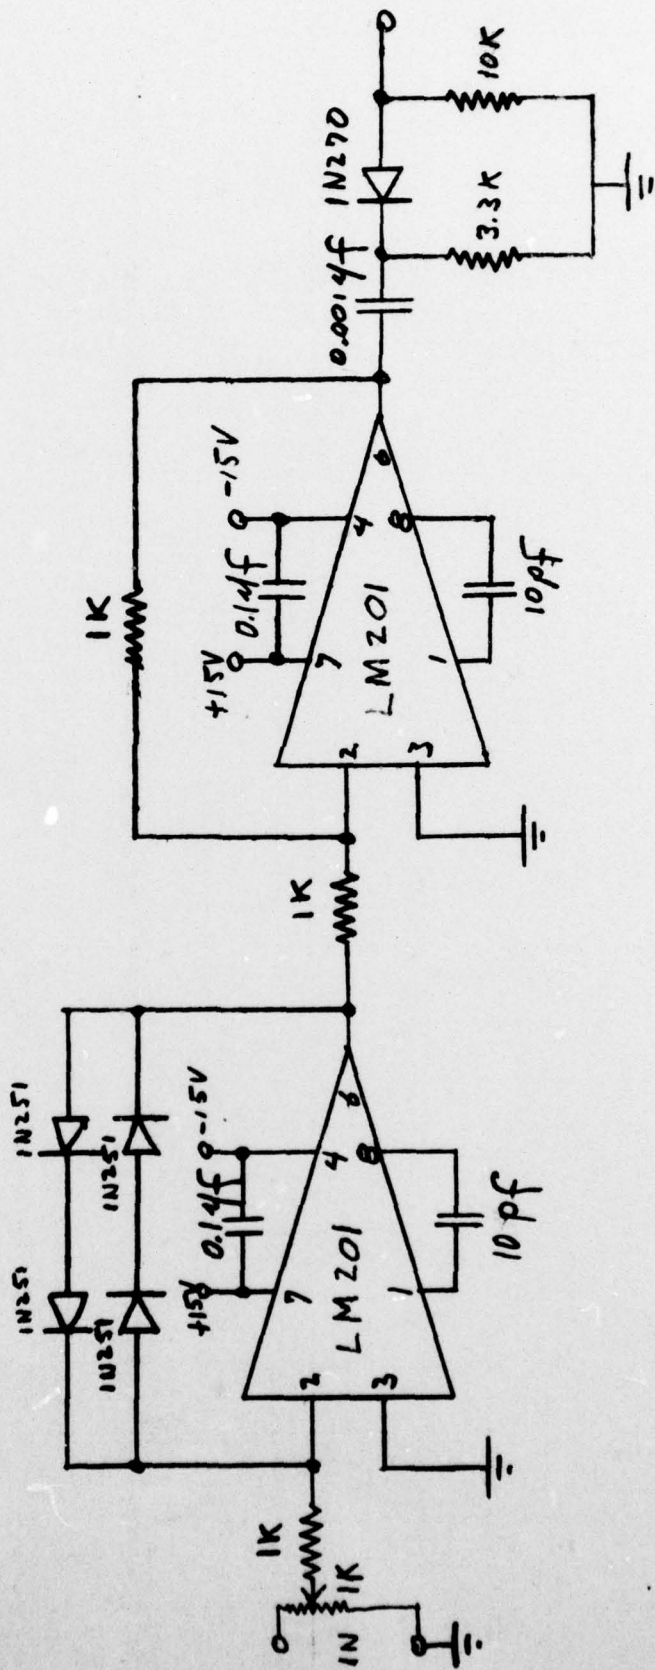 IN
1K
1K
1N251
1N251
1N251
1N251
+15V
0.1μf
-15V
7
4
2
3
LM201
6
1
8
10pf
1K
1K
+15V
0.1μf
-15V
7
4
2
3
LM201
6
1
8
10pf
0.001μf
1N270
3.3K
10K